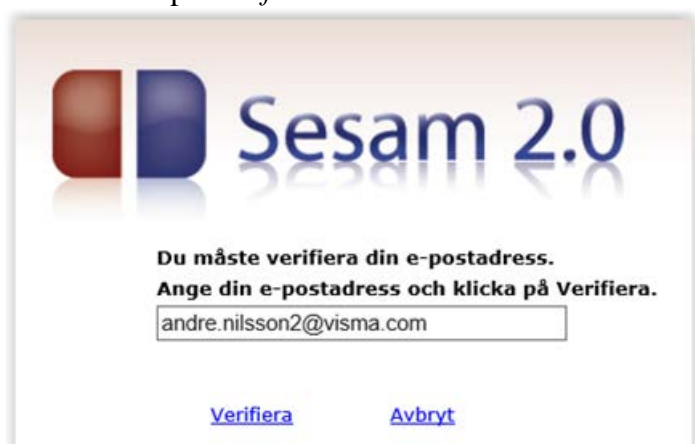 Sesam 2.0
Du måste verifiera din e-postadress.
Ange din e-postadress och klicka på Verifiera.
andre.nilsson2@visma.com
Verifiera Avbryt